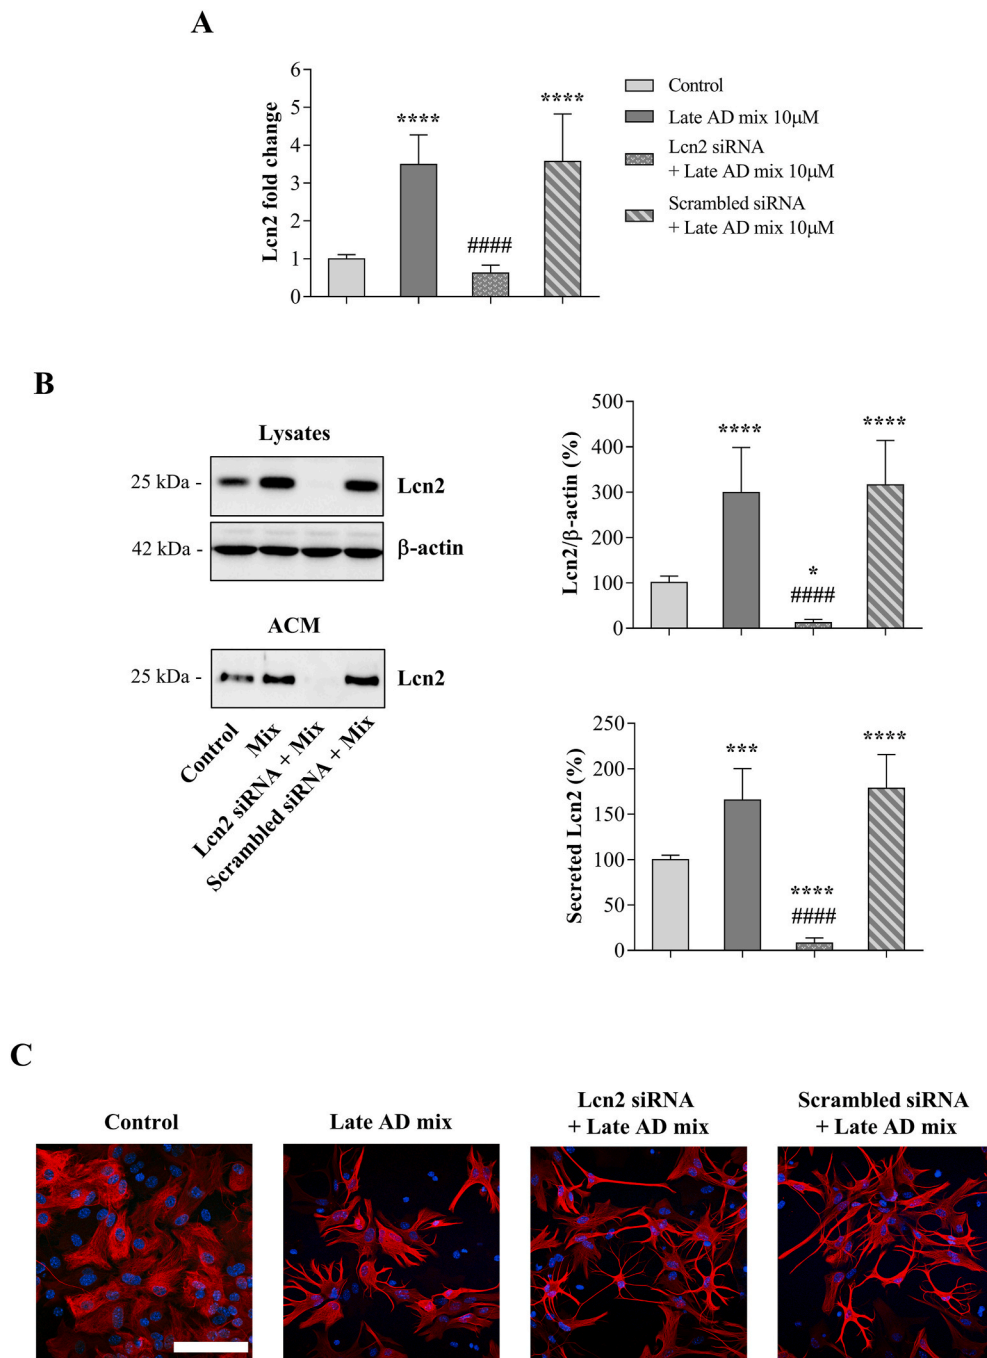 A
Lcn2 fold change
6
5
4
3
2
1
0
****
####
****
Control
Late AD mix 10μM
Lcn2 siRNA
+ Late AD mix 10μM
Scrambled siRNA
+ Late AD mix 10μM
B
Lysates
25 kDa -
Lcn2
42 kDa -
β-actin
ACM
25 kDa -
Lcn2
Control
Mix
Lcn2 siRNA + Mix
Scrambled siRNA + Mix
Lcn2/β-actin (%)
500
400
300
200
100
0
****
*
####
****
Secreted Lcn2 (%)
250
200
150
100
50
0
***
****
####
****
C
Control
Late AD mix
Lcn2 siRNA
+ Late AD mix
Scrambled siRNA
+ Late AD mix